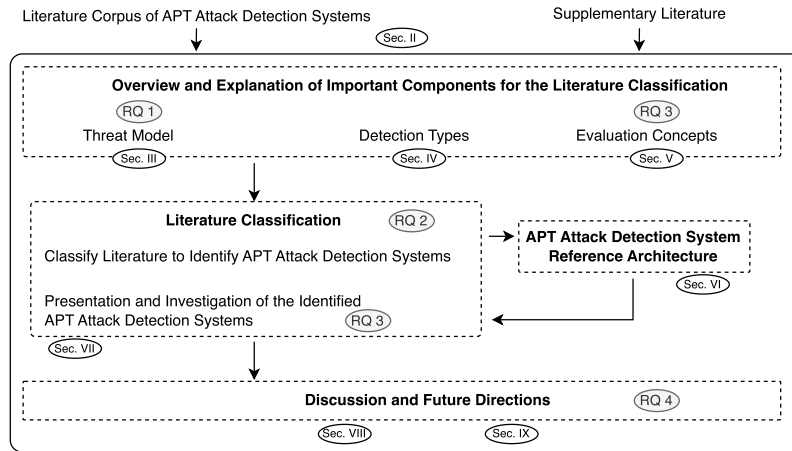 Literature Corpus of APT Attack Detection Systems
Supplementary Literature
Sec. II
Overview and Explanation of Important Components for the Literature Classification
RQ 1
RQ 3
Threat Model
Detection Types
Evaluation Concepts
Sec. III
Sec. IV
Sec. V
Literature Classification
RQ 2
Classify Literature to Identify APT Attack Detection Systems
Presentation and Investigation of the Identified
APT Attack Detection Systems
RQ 3
Sec. VII
APT Attack Detection System
Reference Architecture
Sec. VI
Discussion and Future Directions
RQ 4
Sec. VIII
Sec. IX